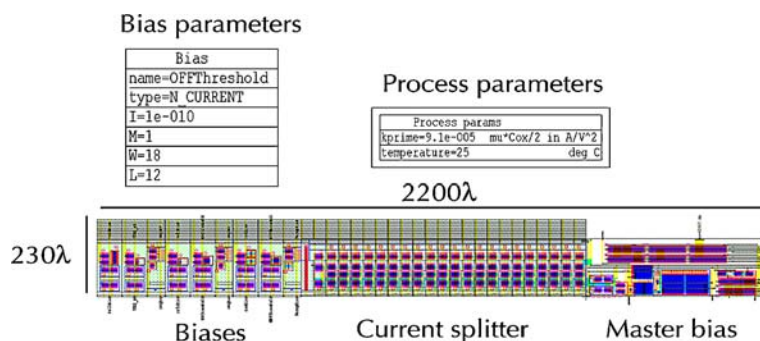 Bias parameters
Bias
name=OFFThreshold
type=N_CURRENT
I=1e-010
M=1
W=18
L=12
Process parameters
Process params
kprime=9.1e-005 mu*Cox/2 in A/V^2
temperature=25 deg C
2200λ
230λ
Biases
Current splitter
Master bias